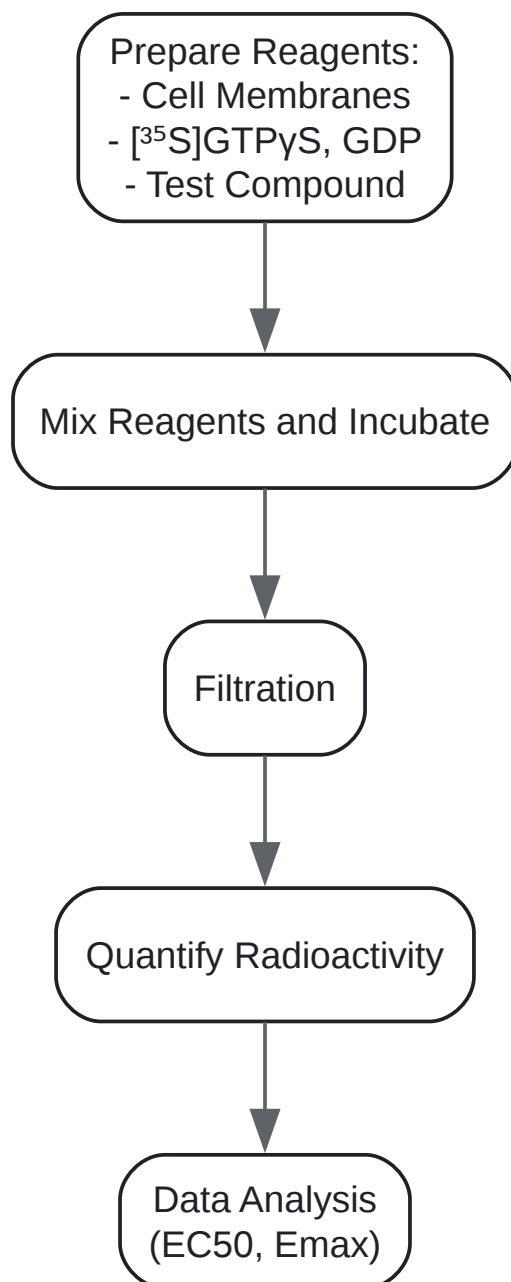 Prepare Reagents:
- Cell Membranes
- [³⁵S]GTPγS, GDP
- Test Compound
Mix Reagents and Incubate
Filtration
Quantify Radioactivity
Data Analysis
(EC50, Emax)